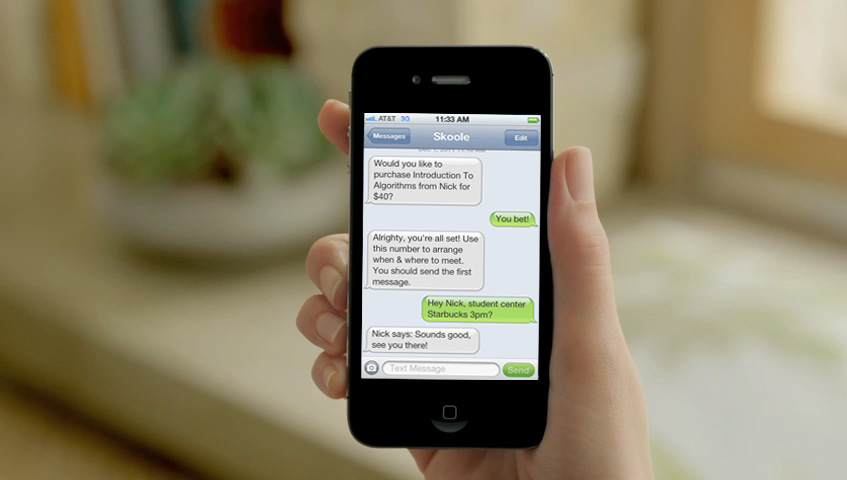 AT&T 3G 11:33 AM
Messages Skoole Edit
Would you like to
purchase Introduction To
Algorithms from Nick for
$40?
You bet!
Alrighty, you're all set! Use
this number to arrange
when & where to meet.
You should send the first
message.
Hey Nick, student center
Starbucks 3pm?
Nick says: Sounds good,
see you there!
Text Message Send